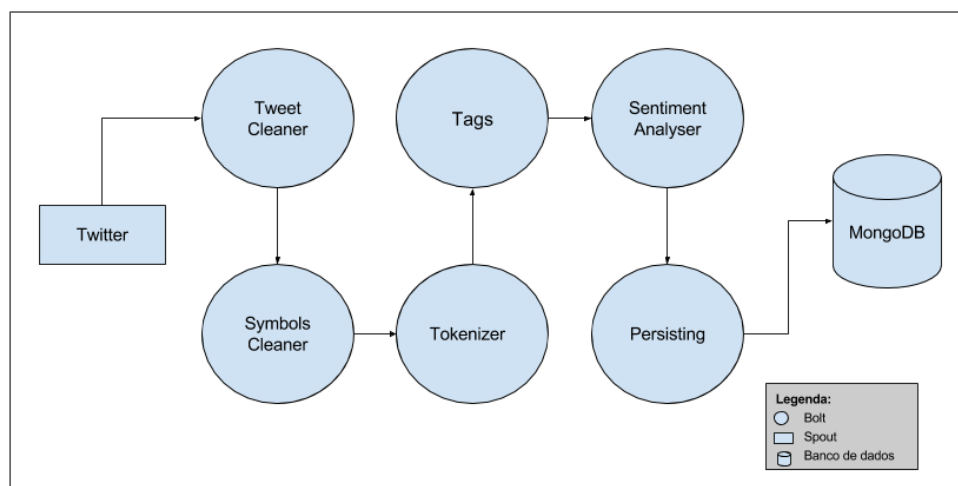 Twitter
Tweet
Cleaner
Symbols
Cleaner
Tokenizer
Tags
Sentiment
Analyser
Persisting
MongoDB
Legenda:
Bolt
Spout
Banco de dados